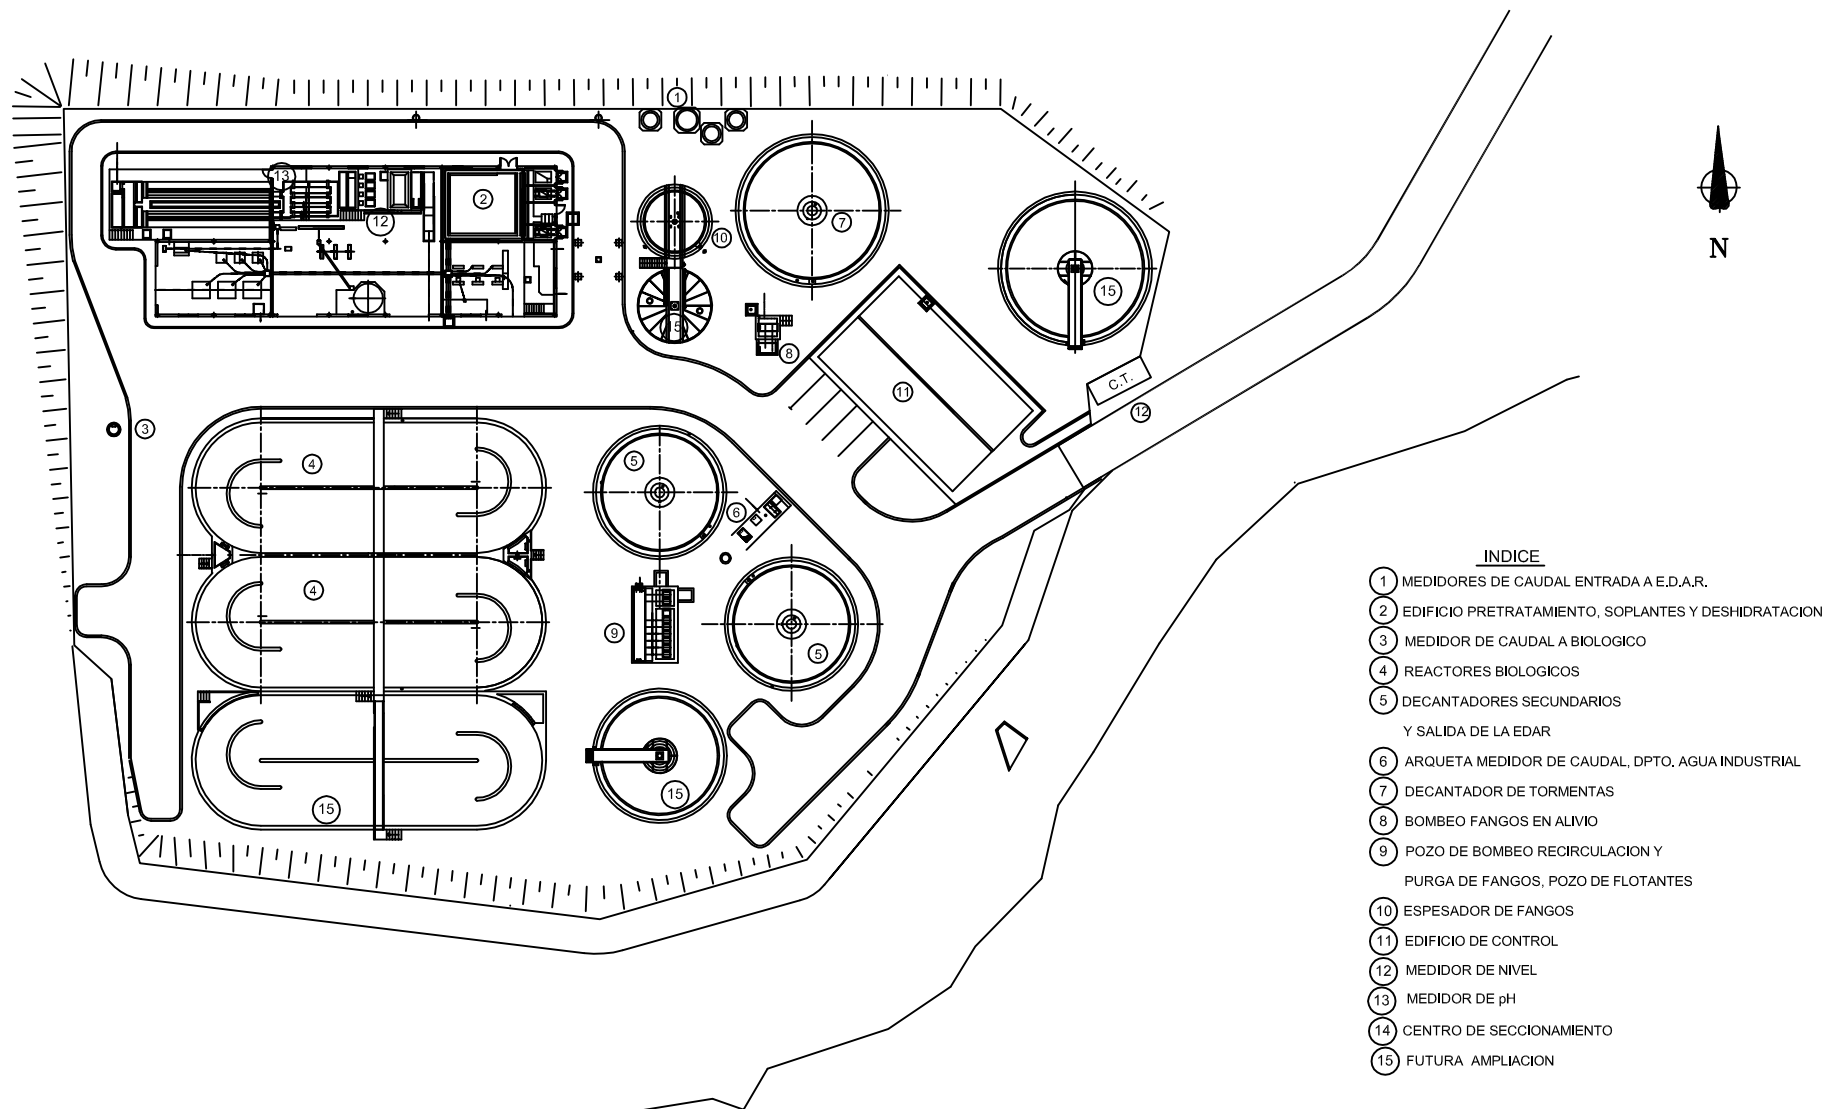 1
13
2
12
7
10
15
5
8
11
C.T.
12
3
4
5
6
4
9
5
15
15
N
INDICE
1 MEDIDORES DE CAUDAL ENTRADA A E.D.A.R.
2 EDIFICIO PRETRATAMIENTO, SOPLANTES Y DESHIDRATACION
3 MEDIDOR DE CAUDAL A BIOLOGICO
4 REACTORES BIOLOGICOS
5 DECANTADORES SECUNDARIOS
Y SALIDA DE LA EDAR
6 ARQUETA MEDIDOR DE CAUDAL, DPTO. AGUA INDUSTRIAL
7 DECANTADOR DE TORMENTAS
8 BOMBEO FANGOS EN ALIVIO
9 POZO DE BOMBEO RECIRCULACION Y
PURGA DE FANGOS, POZO DE FLOTANTES
10 ESPESADOR DE FANGOS
11 EDIFICIO DE CONTROL
12 MEDIDOR DE NIVEL
13 MEDIDOR DE pH
14 CENTRO DE SECCIONAMIENTO
15 FUTURA AMPLIACION